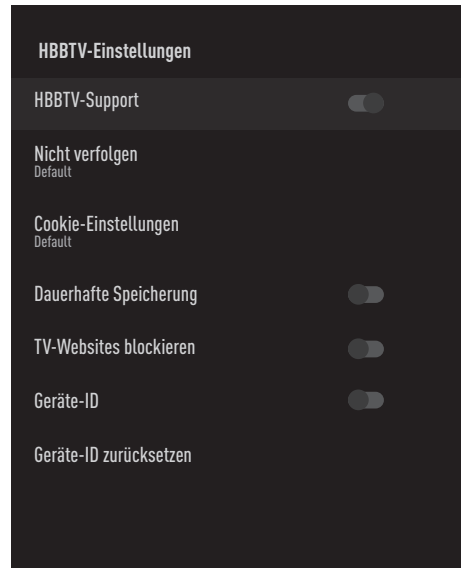 HBBTV-Einstellungen
HBBTV-Support
Nicht verfolgen
Default
Cookie-Einstellungen
Default
Dauerhafte Speicherung
TV-Websites blockieren
Geräte-ID
Geräte-ID zurücksetzen